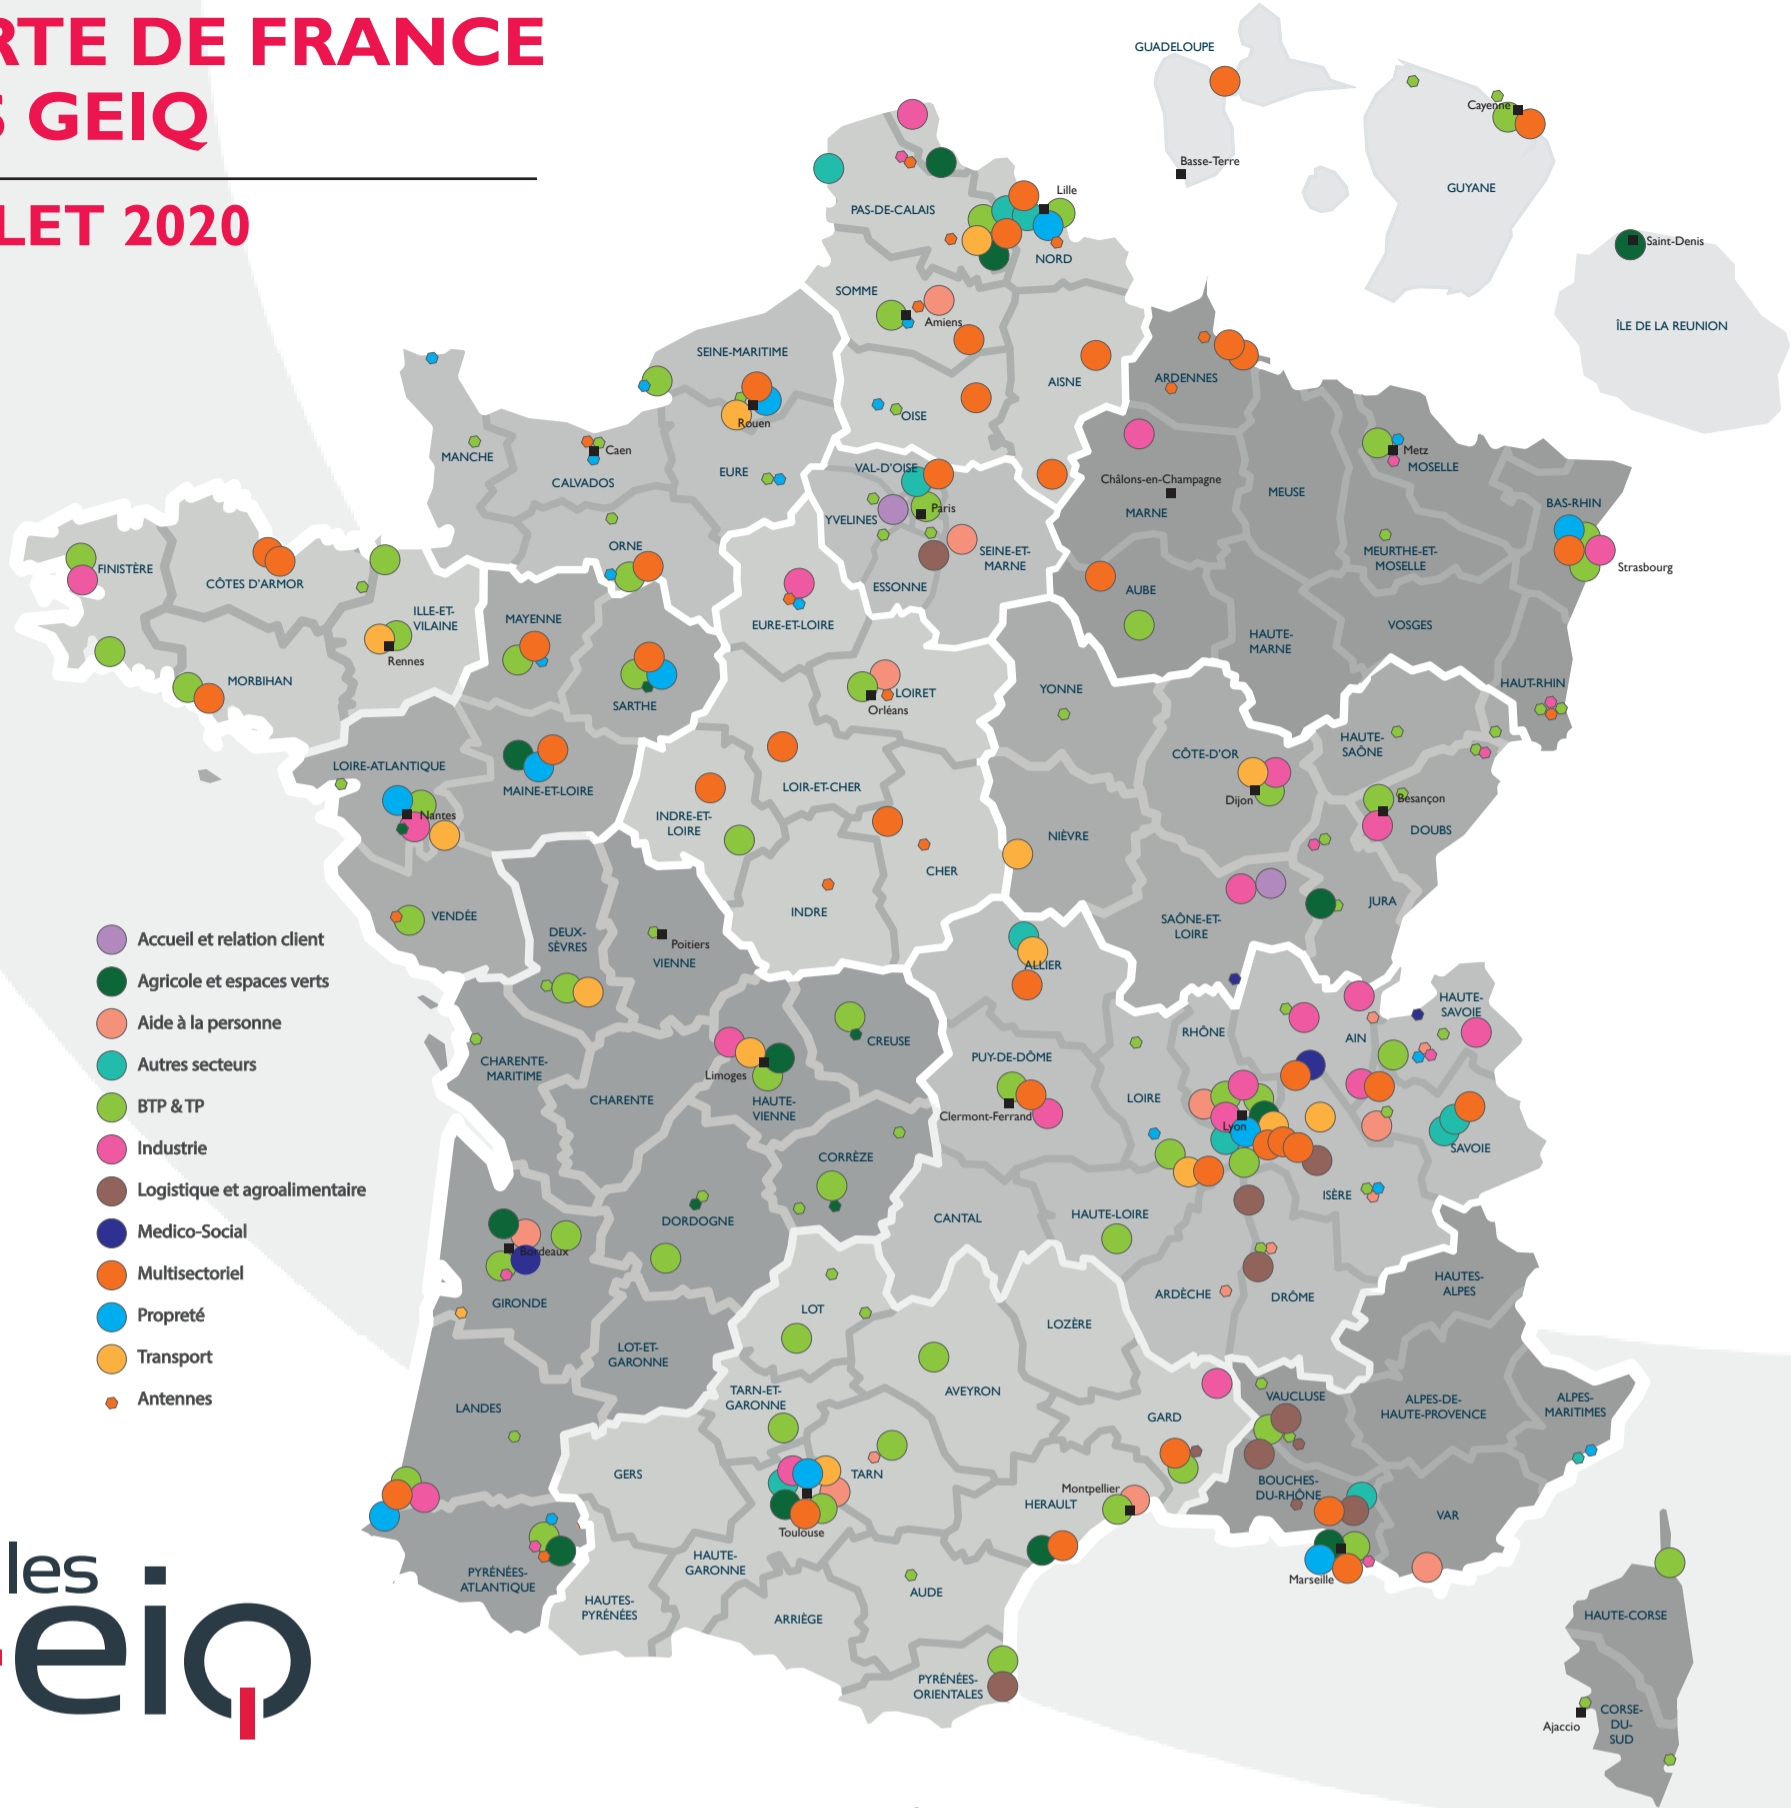 RTE DE FRANCE
S GEIQ
LET 2020
GUADELOUPE
Basse-Terre
Cayenne
GUYANE
Saint-Denis
ÎLE DE LA REUNION
Lille
PAS-DE-CALAIS
NORD
SOMME
Amiens
SEINE-MARITIME
AISNE
ARDENNES
OISE
Rouen
MANCHE
Caen
CALVADOS
EURE
VAL-D'OISE
Metz
MOSELLE
Châlons-en-Champagne
MEUSE
MARNE
YVELINES
Paris
BAS-RHIN
SEINE-ET-
MARNE
ESSONNE
MEURTHE-ET-
MOSELLE
Strasbourg
ORNE
FINISTÈRE
CÔTES D'ARMOR
ILLE-ET-
VILAINE
Rennes
MAYENNE
EURE-ET-LOIRE
AUBE
VOSGES
HAUTE-
MARNE
MORBIHAN
SARTHE
LOIRET
Orléans
YONNE
HAUT-RHIN
HAUTE-
SAÔNE
CÔTE-D'OR
Dijon
LOIRE-ATLANTIQUE
Nantes
MAINE-ET-LOIRE
LOIR-ET-CHER
INDRE-ET-
LOIRE
NIÈVRE
Besançon
DOUBS
CHER
INDRE
JURA
SAÔNE-ET-
LOIRE
VENDÉE
DEUX-
SÈVRES
Poitiers
VIENNE
Accueil et relation client
Agricole et espaces verts
Aide à la personne
Autres secteurs
BTP & TP
Industrie
Logistique et agroalimentaire
Medico-Social
Multisectoriel
Propreté
Transport
Antennes
ALLIER
HAUTE-
SAVOIE
RHÔNE
AIN
CREUSE
CHARENTE-
MARITIME
CHARENTE
Limoges
HAUTE-
VIENNE
PUY-DE-DÔME
Clermont-Ferrand
LOIRE
Lyon
SAVOIE
CORRÈZE
DORDOGNE
CANTAL
HAUTE-LOIRE
ISÈRE
Bordeaux
GIRONDE
LOT
LOZÈRE
ARDÈCHE
DRÔME
HAUTES-
ALPES
LOT-ET-
GARONNE
TARN-ET-
GARONNE
AVEYRON
GARD
VAUCLUSE
ALPES-DE-
HAUTE-PROVENCE
ALPES-
MARITIMES
LANDES
GERS
TARN
Toulouse
HERAULT
Montpellier
BOUCHES-
DU-RHÔNE
VAR
Marseille
PYRÉNÉES-
ATLANTIQUE
HAUTES-
PYRÉNÉES
HAUTE-
GARONNE
ARRIÈGE
AUDE
PYRÉNÉES-
ORIENTALES
HAUTE-CORSE
Ajaccio
CORSE-
DU-
SUD
les
eiq